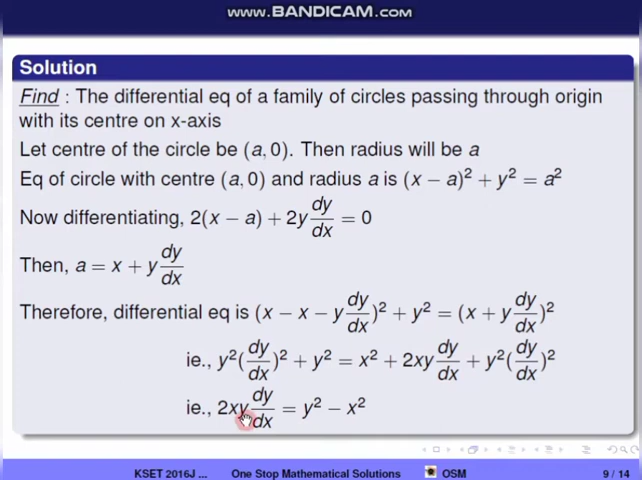 www.BANDICAM.com
Solution
Find : The differential eq of a family of circles passing through origin
with its centre on x-axis
Let centre of the circle be (a, 0). Then radius will be a
Eq of circle with centre (a, 0) and radius a is (x − a)² + y² = a²
Now differentiating, 2(x − a) + 2y dy/dx = 0
Then, a = x + y dy/dx
Therefore, differential eq is (x − x − y dy/dx)² + y² = (x + y dy/dx)²
ie., y²(dy/dx)² + y² = x² + 2xy dy/dx + y²(dy/dx)²
ie., 2xy dy/dx = y² − x²
KSET 2016J ... One Stop Mathematical Solutions OSM 9 / 14